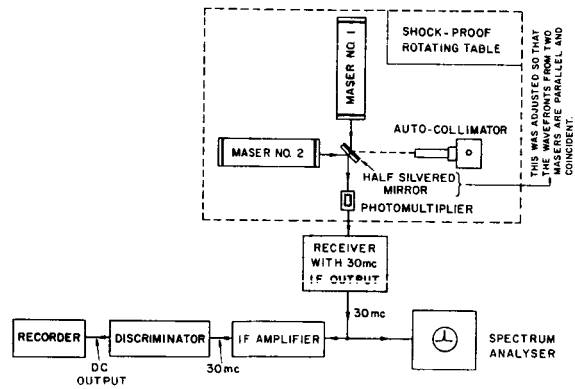 SHOCK-PROOF
ROTATING TABLE
MASER NO. 1
MASER NO. 2
AUTO-COLLIMATOR
HALF SILVERED
MIRROR
PHOTOMULTIPLIER
THIS WAS ADJUSTED SO THAT
THE WAVEFRONTS FROM TWO
MASERS ARE PARALLEL AND
COINCIDENT.
RECEIVER
WITH 30mc
IF OUTPUT
30mc
RECORDER
DISCRIMINATOR
IF AMPLIFIER
SPECTRUM
ANALYSER
DC
OUTPUT
30mc